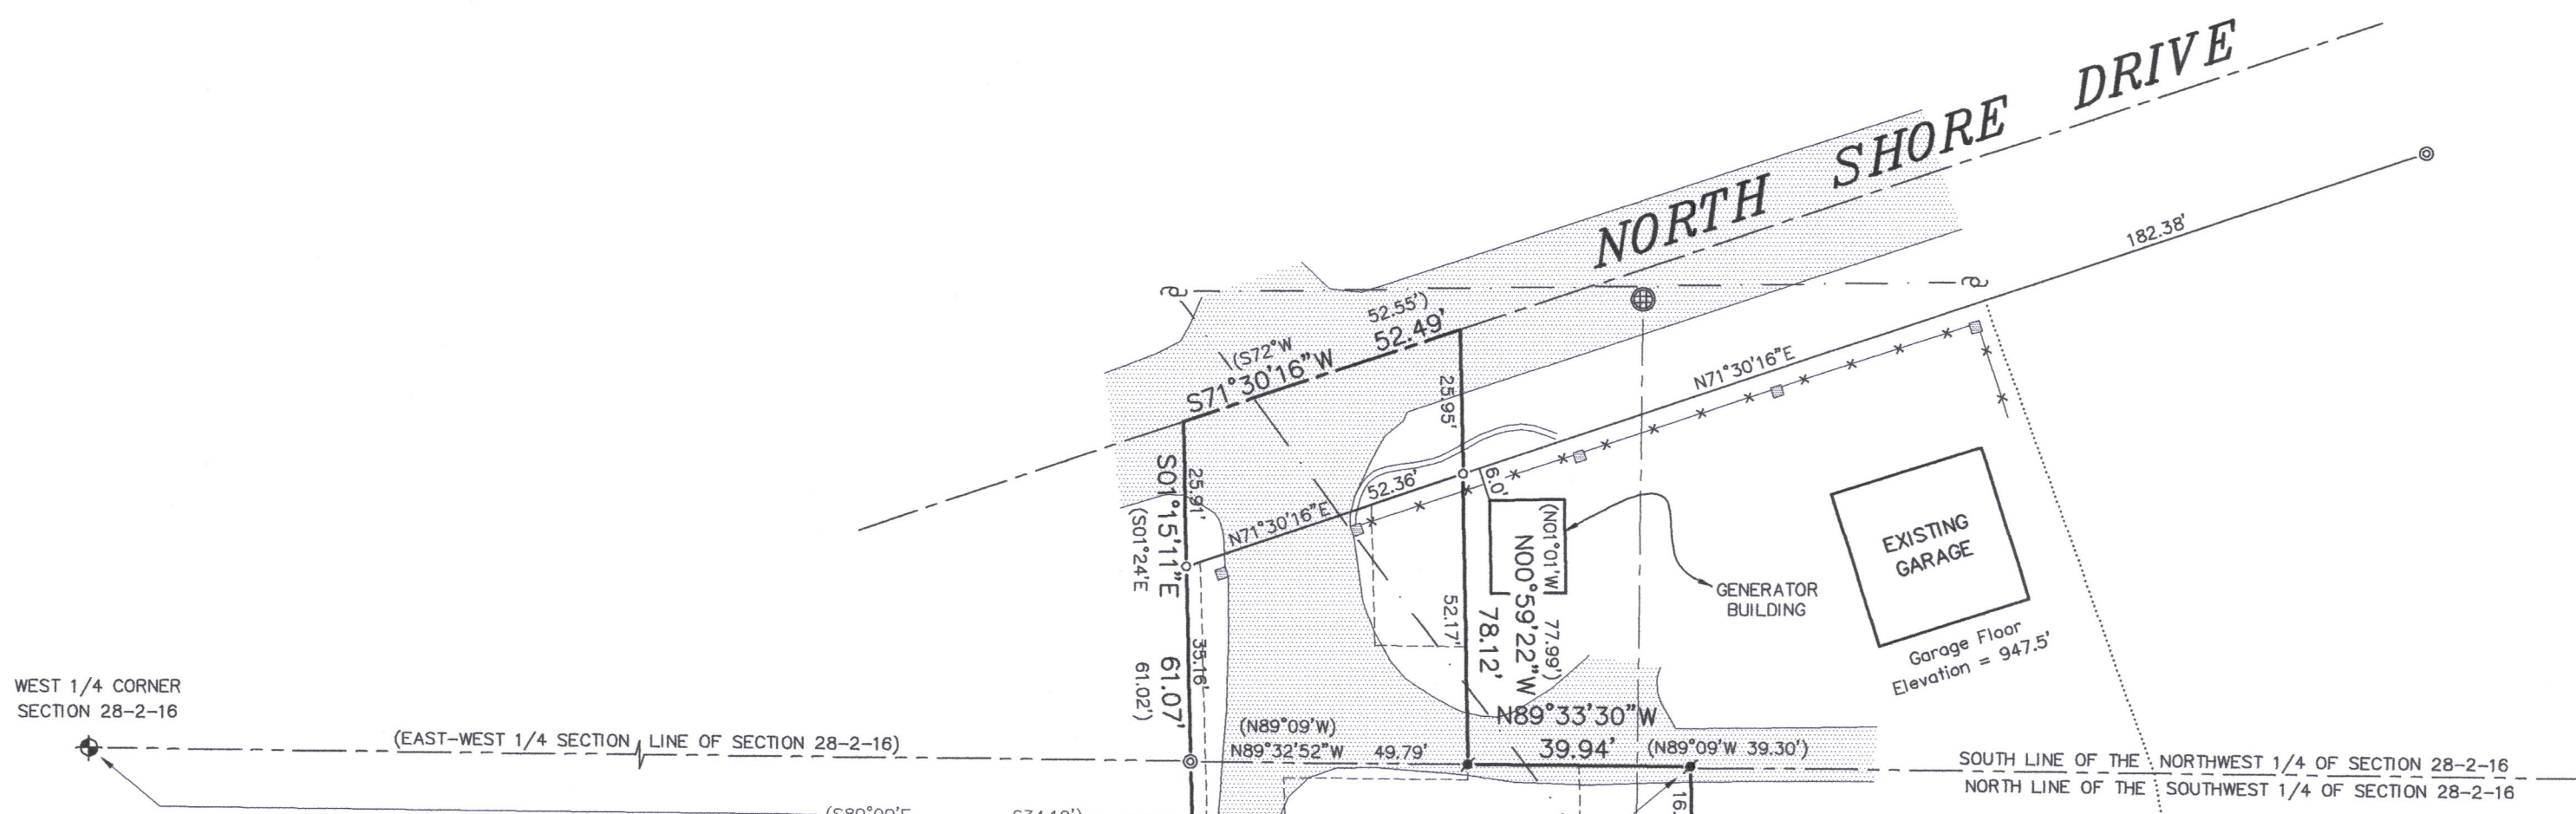 NORTH SHORE DRIVE
182.38'
52.55')
52.49'
(S72°W
S71°30'16"W
N71°30'16"E
25.95'
52.36'
6.0'
N71°30'16"E
25.91'
S01°15'11"E
(S01°24'E
(N01°01'W
N00°59'22"W
EXISTING
GARAGE
GENERATOR
BUILDING
52.17'
78.12'
77.99')
35.16'
61.07'
61.02')
Garage Floor
Elevation = 947.5'
WEST 1/4 CORNER
SECTION 28-2-16
(EAST-WEST 1/4 SECTION LINE OF SECTION 28-2-16)
(N89°09'W)
N89°32'52"W 49.79'
N89°33'30"W
39.94' (N89°09'W 39.30')
SOUTH LINE OF THE NORTHWEST 1/4 OF SECTION 28-2-16
NORTH LINE OF THE SOUTHWEST 1/4 OF SECTION 28-2-16
16.